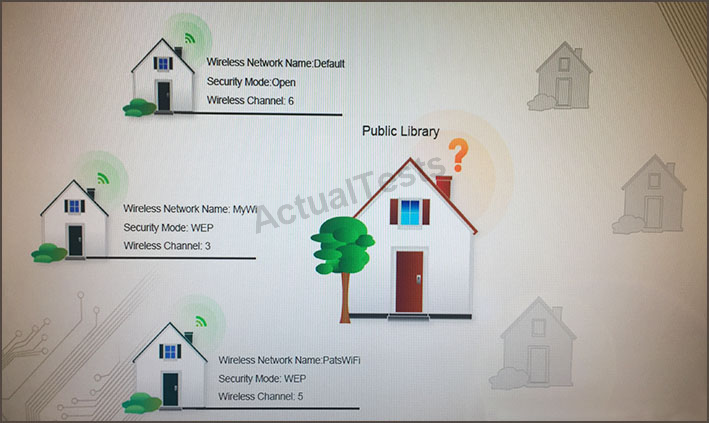 Wireless Network Name:Default
Security Mode:Open
Wireless Channel: 6
Public Library
?
ActualTests
Wireless Network Name: MyWi
Security Mode: WEP
Wireless Channel: 3
Wireless Network Name:PatsWiFi
Security Mode: WEP
Wireless Channel: 5